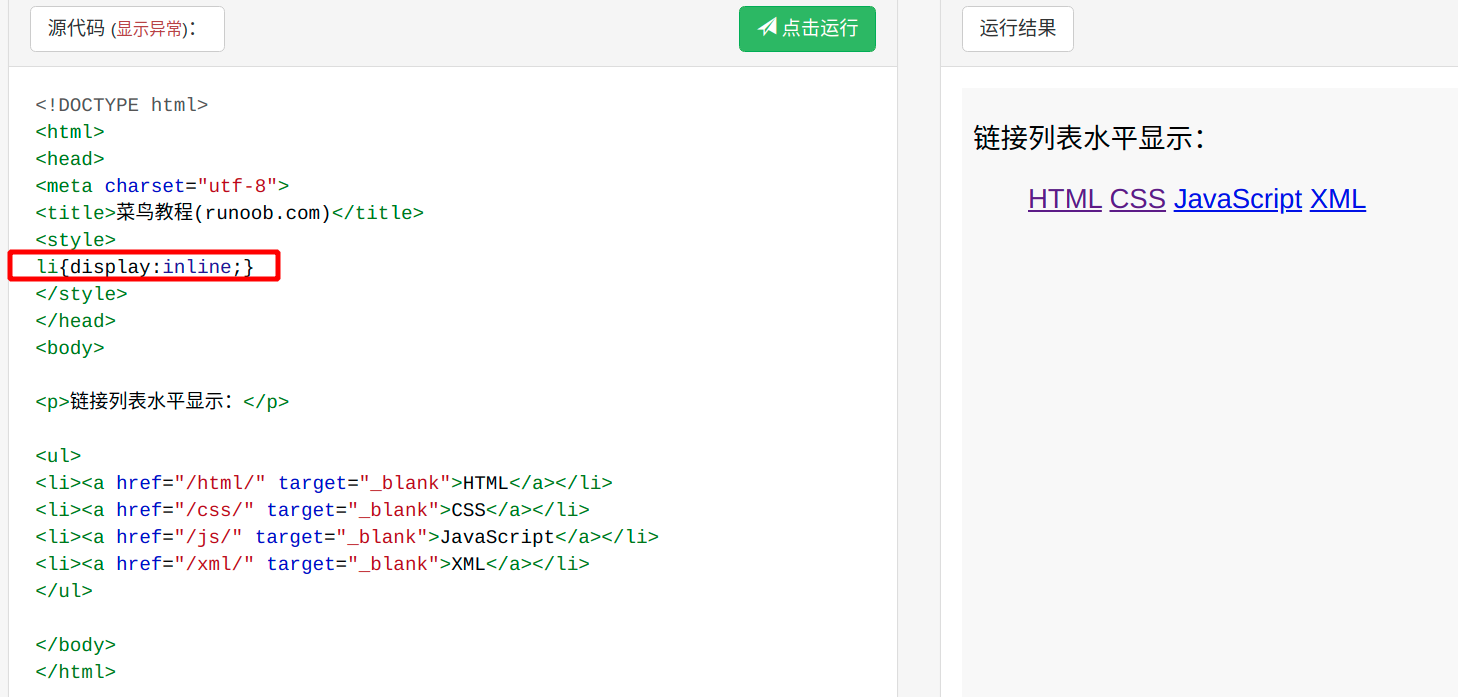 源代码 (显示异常)：
点击运行
<!DOCTYPE html>
<html>
<head>
<meta charset="utf-8">
<title>菜鸟教程(runoob.com)</title>
<style>
li{display:inline;}
</style>
</head>
<body>
<p>链接列表水平显示：</p>
<ul>
<li><a href="/html/" target="_blank">HTML</a></li>
<li><a href="/css/" target="_blank">CSS</a></li>
<li><a href="/js/" target="_blank">JavaScript</a></li>
<li><a href="/xml/" target="_blank">XML</a></li>
</ul>
</body>
</html>
运行结果
链接列表水平显示：
HTML CSS JavaScript XML